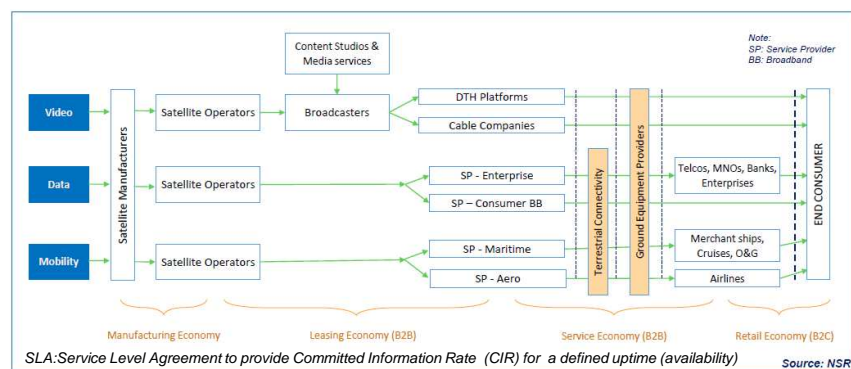 Note:
SP: Service Provider
BB: Broadband
Content Studios &
Media services
Video
Data
Mobility
Satellite Manufacturers
Satellite Operators
Satellite Operators
Satellite Operators
Broadcasters
DTH Platforms
Cable Companies
SP - Enterprise
SP – Consumer BB
SP - Maritime
SP - Aero
Terrestrial Connectivity
Ground Equipment Providers
Telcos, MNOs, Banks,
Enterprises
Merchant ships,
Cruises, O&G
Airlines
END CONSUMER
Manufacturing Economy
Leasing Economy (B2B)
Service Economy (B2B)
Retail Economy (B2C)
SLA:Service Level Agreement to provide Committed Information Rate (CIR) for a defined uptime (availability)
Source: NSR